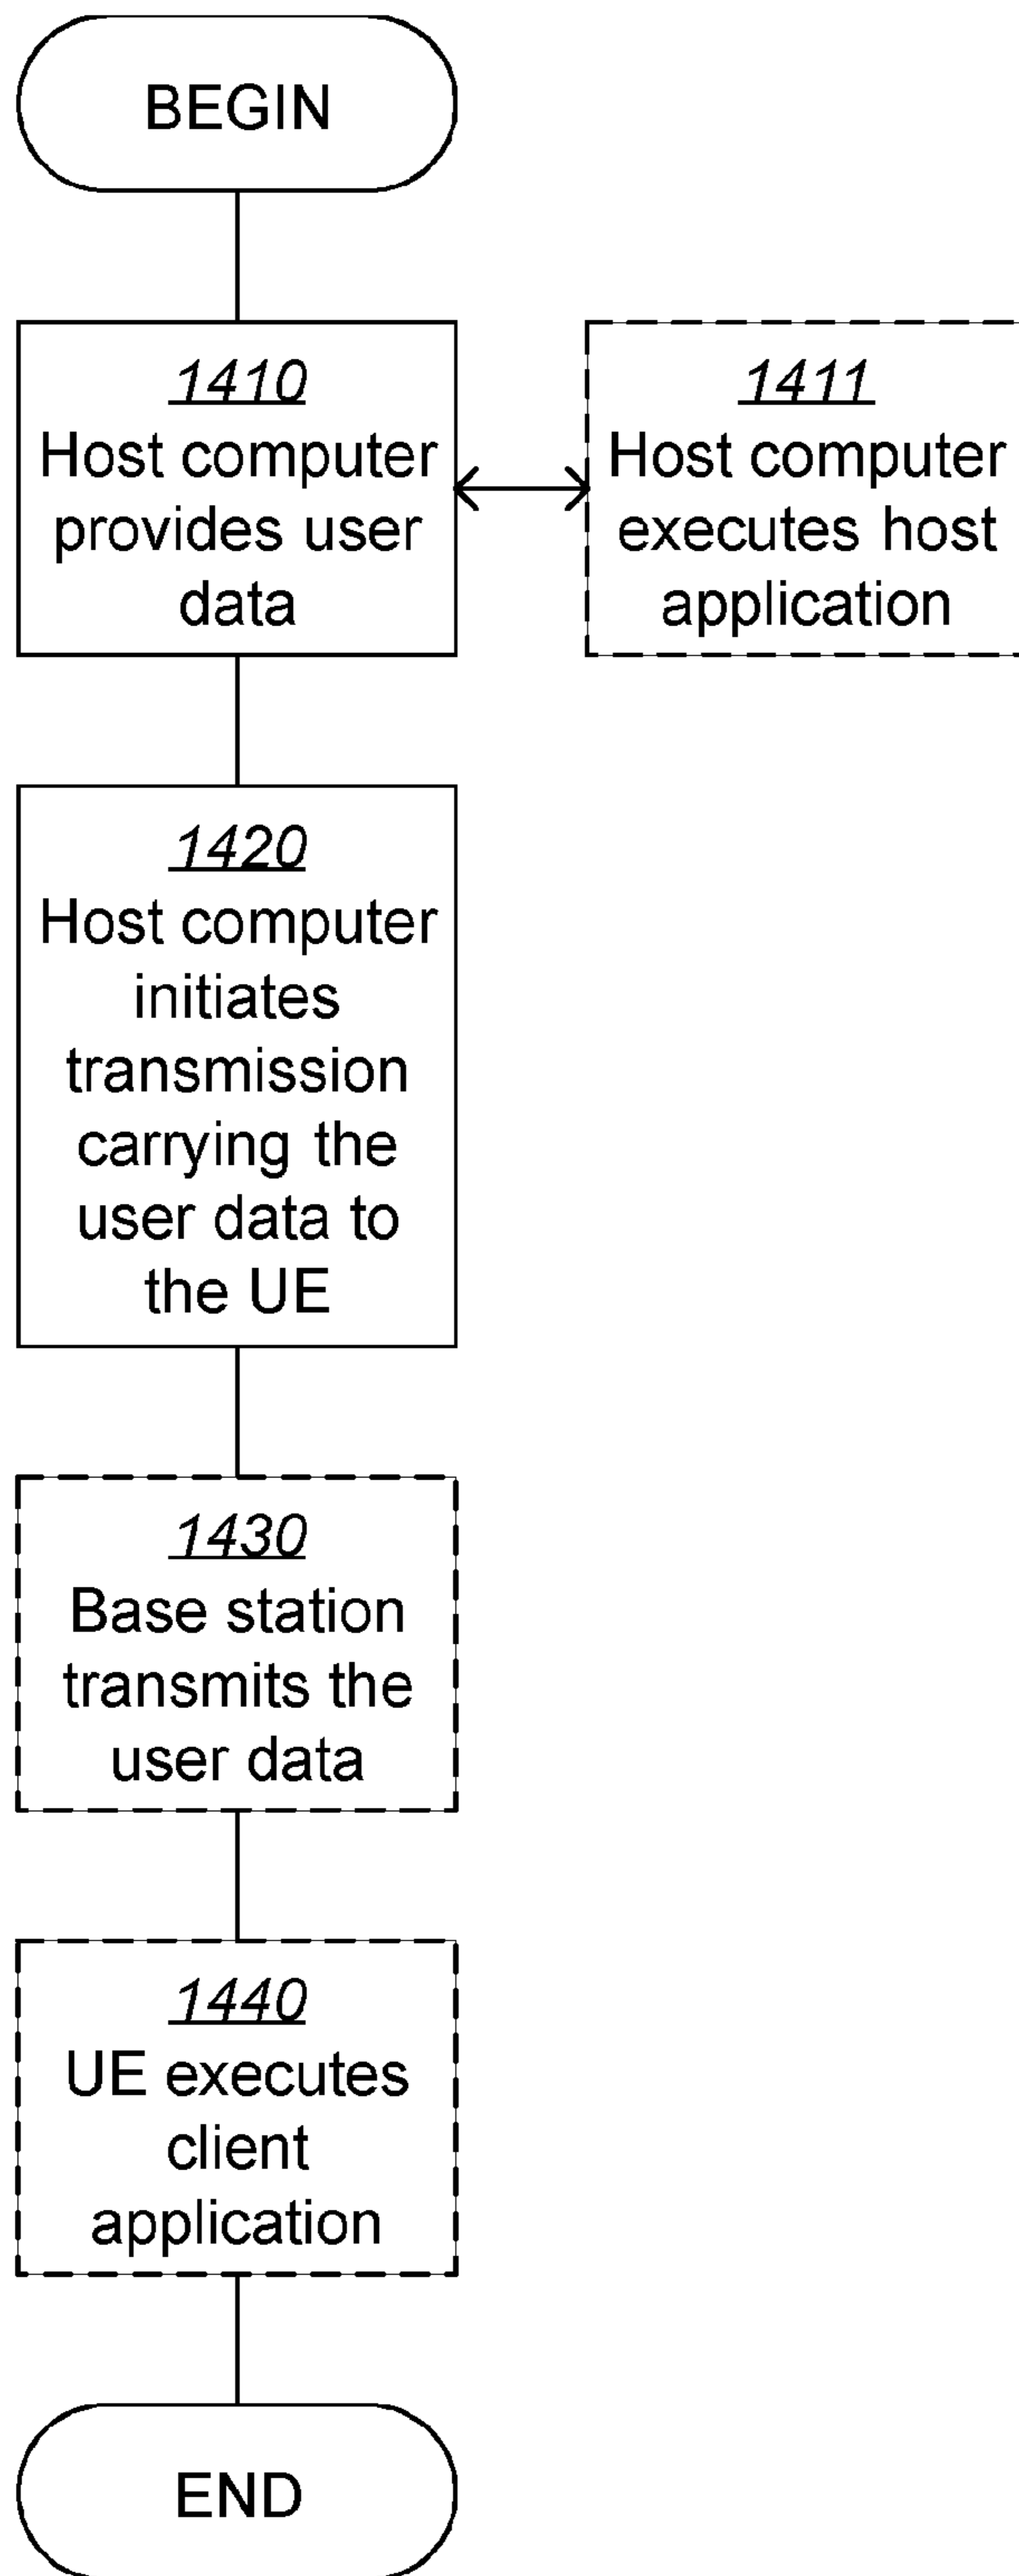 BEGIN
1410
Host computer
provides user
data
1411
Host computer
executes host
application
1420
Host computer
initiates
transmission
carrying the
user data to
the UE
1430
Base station
transmits the
user data
1440
UE executes
client
application
END